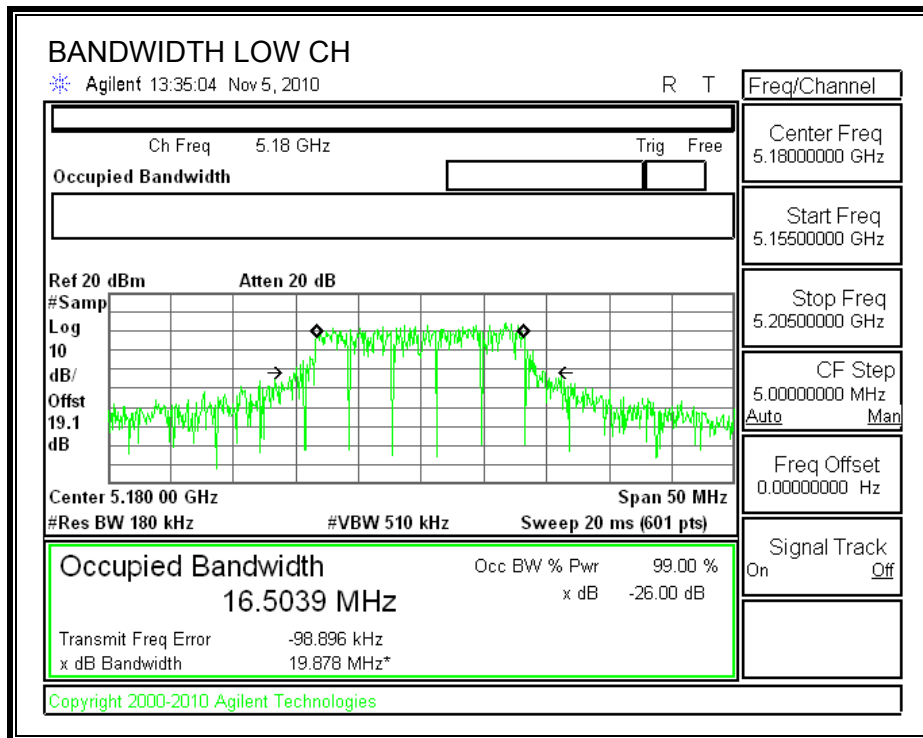 BANDWIDTH LOW CH
Agilent 13:35:04 Nov 5, 2010 R T
Ch Freq 5.18 GHz Trig Free
Occupied Bandwidth
Ref 20 dBm Atten 20 dB
#Samp
Log
10
dB/
Offst
19.1
dB
Center 5.180 00 GHz Span 50 MHz
#Res BW 180 kHz #VBW 510 kHz Sweep 20 ms (601 pts)
Occupied Bandwidth Occ BW % Pwr 99.00 %
16.5039 MHz x dB -26.00 dB
Transmit Freq Error -98.896 kHz
x dB Bandwidth 19.878 MHz*
Copyright 2000-2010 Agilent Technologies
Freq/Channel
Center Freq
5.18000000 GHz
Start Freq
5.15500000 GHz
Stop Freq
5.20500000 GHz
CF Step
5.00000000 MHz
Auto Man
Freq Offset
0.00000000 Hz
Signal Track
On Off